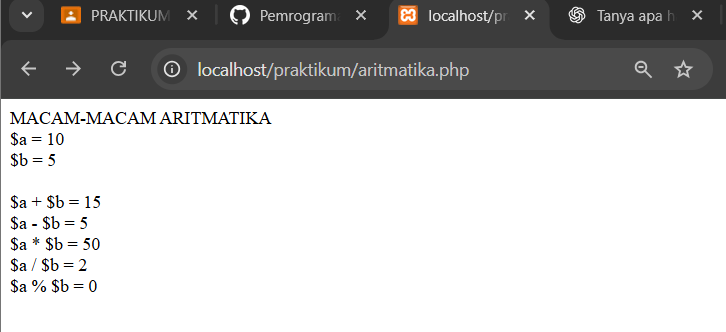 PRAKTIKUM
Pemrogram
localhost/pr
Tanya apa h
localhost/praktikum/aritmatika.php
MACAM-MACAM ARITMATIKA
$a = 10
$b = 5
$a + $b = 15
$a - $b = 5
$a * $b = 50
$a / $b = 2
$a % $b = 0